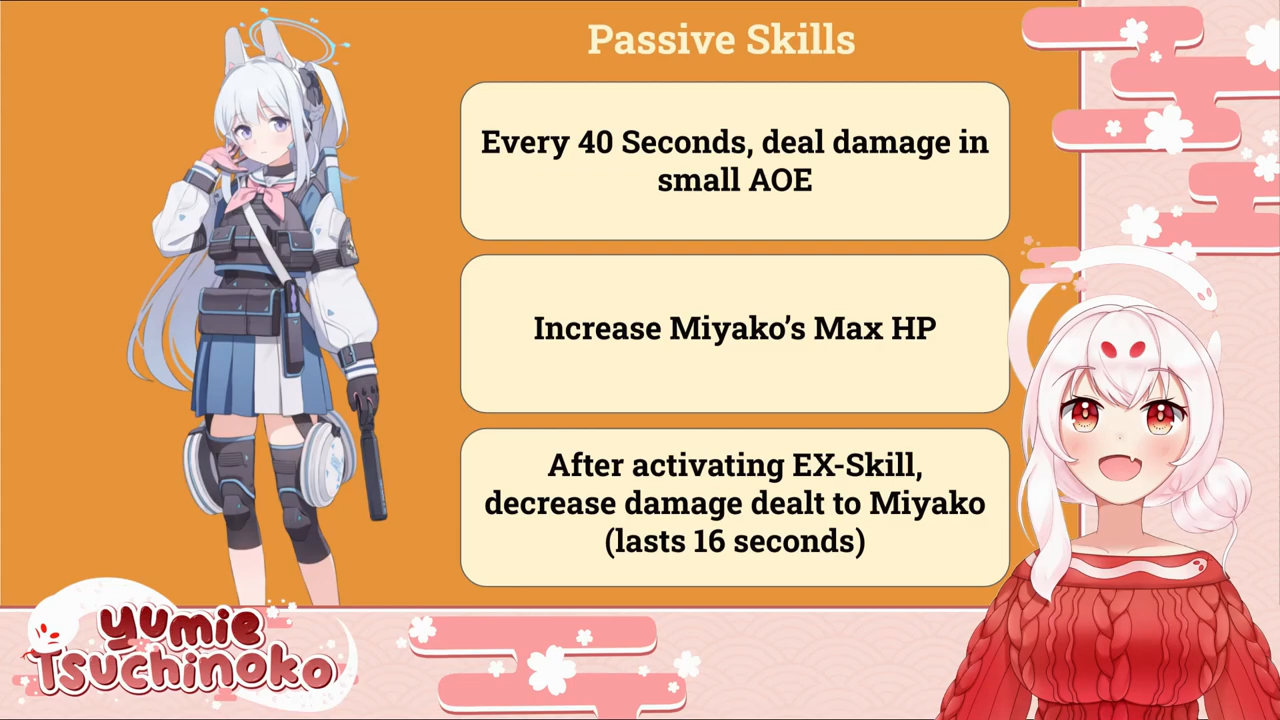 Passive Skills
Every 40 Seconds, deal damage in
small AOE
Increase Miyako’s Max HP
After activating EX-Skill,
decrease damage dealt to Miyako
(lasts 16 seconds)
yumie
Tsuchinoko